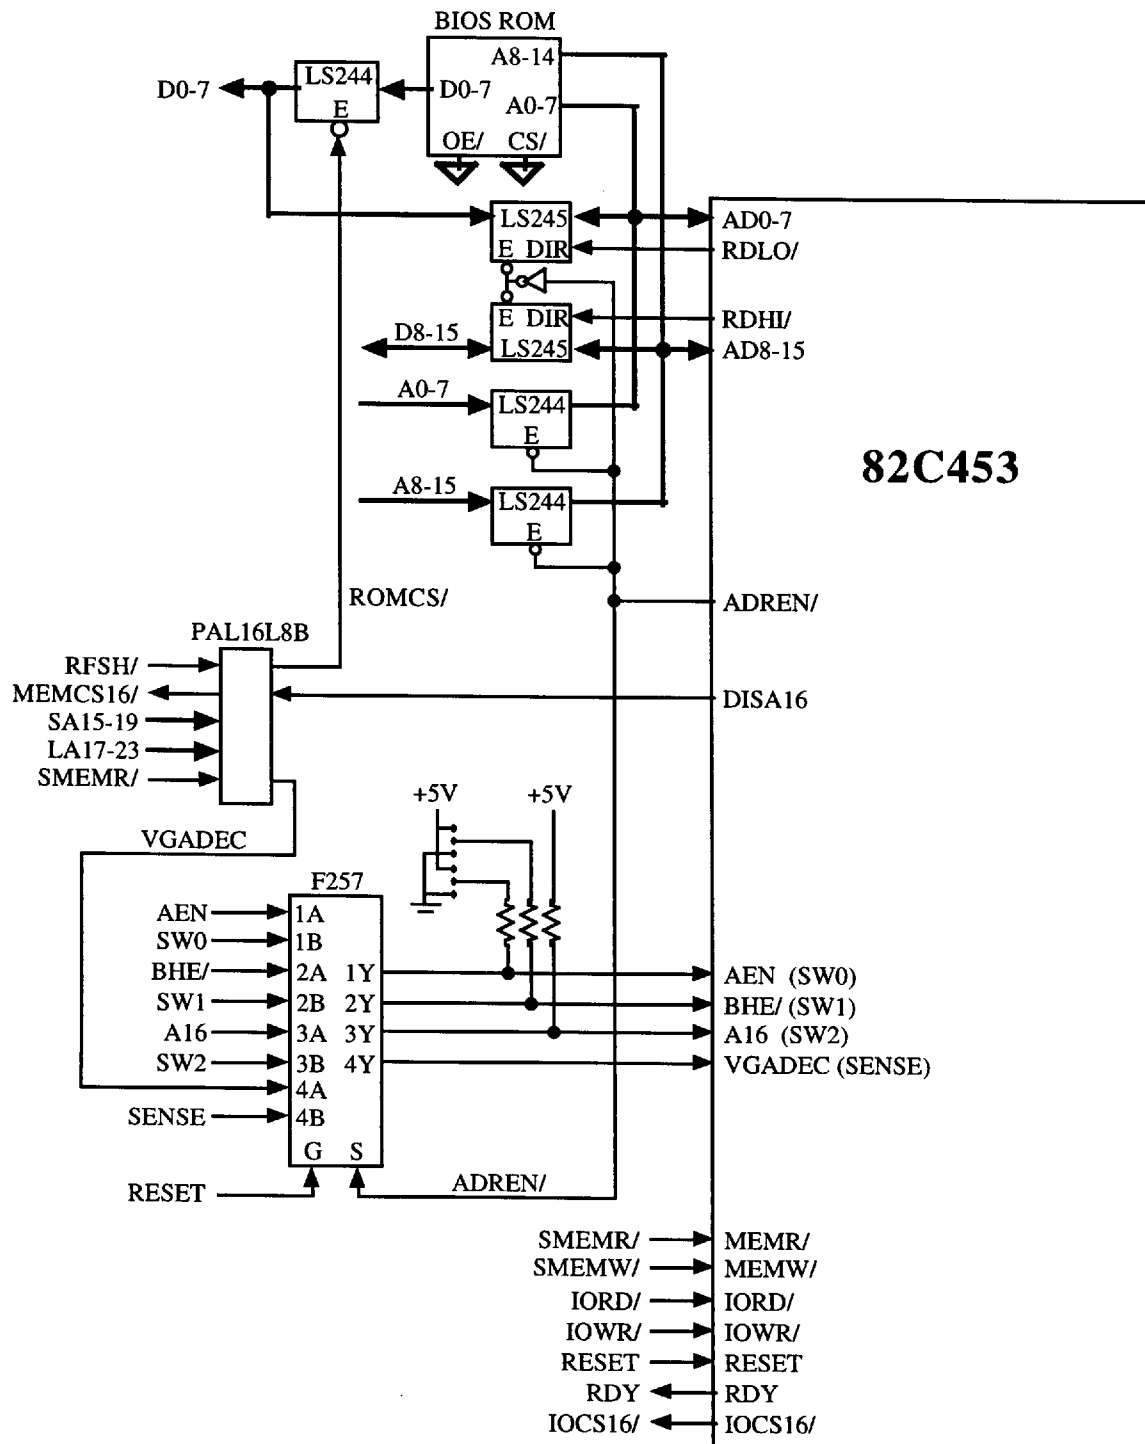 BIOS ROM
A8-14
LS244
D0-7
D0-7
E
A0-7
OE/ CS/
LS245
AD0-7
E DIR
RDLO/
E DIR
RDHI/
D8-15
LS245
AD8-15
A0-7
LS244
E
82C453
A8-15
LS244
E
ROMCS/
ADREN/
PAL16L8B
RFSH/
MEMCS16/
DISA16
SA15-19
LA17-23
SMEMR/
+5V +5V
VGADEC
F257
AEN 1A
SW0 1B
BHE/ 2A 1Y AEN (SW0)
SW1 2B 2Y BHE/ (SW1)
A16 3A 3Y A16 (SW2)
SW2 3B 4Y VGADEC (SENSE)
4A
SENSE 4B
G S
RESET
ADREN/
SMEMR/ MEMR/
SMEMW/ MEMW/
IORD/ IORD/
IOWR/ IOWR/
RESET RESET
RDY RDY
IOCS16/ IOCS16/